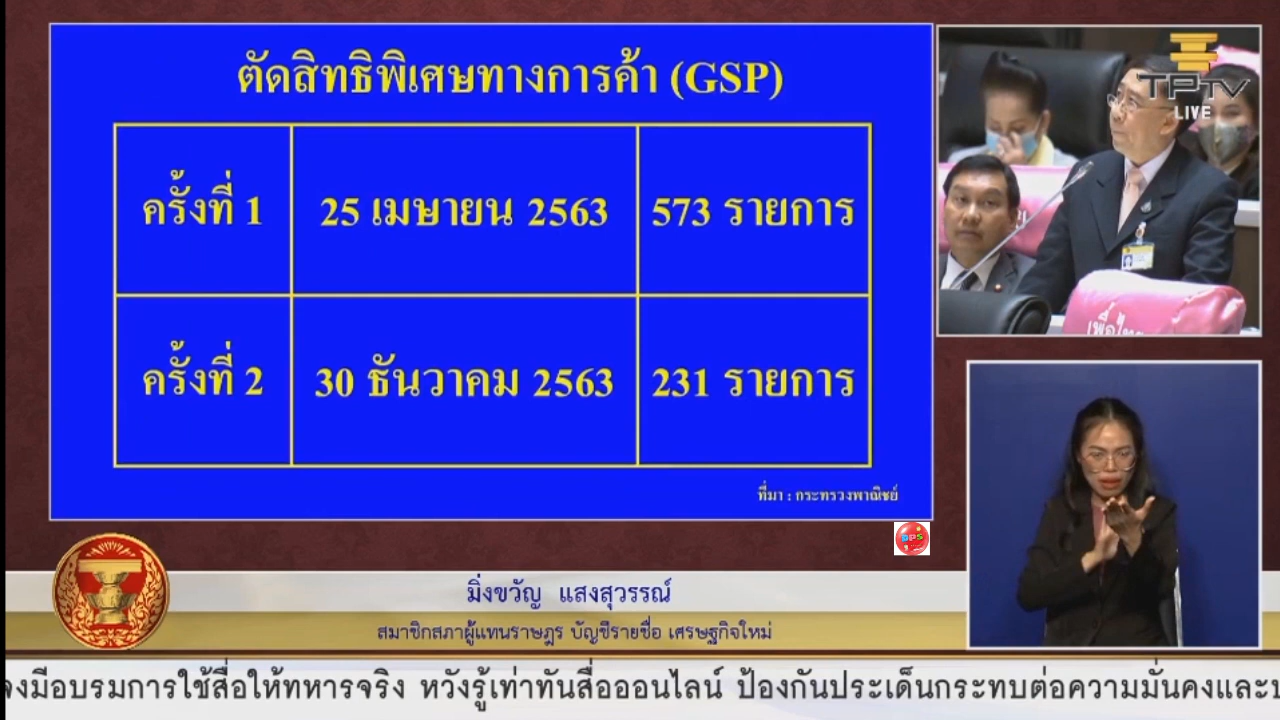 ตัดสิทธิพิเศษทางการค้า (GSP)
ครั้งที่ 1 25 เมษายน 2563 573 รายการ
ครั้งที่ 2 30 ธันวาคม 2563 231 รายการ
ที่มา : กระทรวงพาณิชย์
TPTV
LIVE
เพื่อไทย
DPS
มิ่งขวัญ แสงสุวรรณ์
สมาชิกสภาผู้แทนราษฎร บัญชีรายชื่อ เศรษฐกิจใหม่
จงมีอบรมการใช้สื่อให้ทหารจริง หวังรู้เท่าทันสื่อออนไลน์ ป้องกันประเด็นกระทบต่อความมั่นคงและ